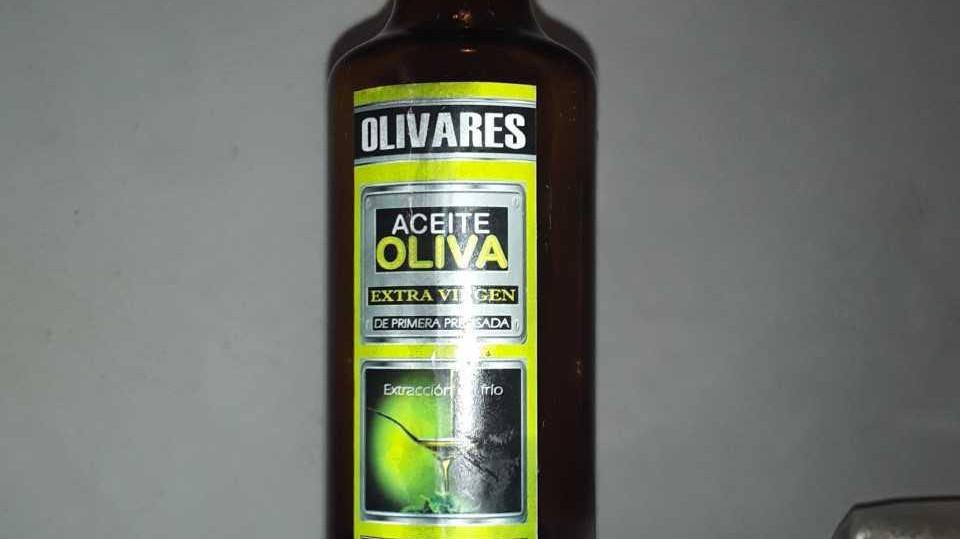 OLIVARES
ACEITE
OLIVA
EXTRA VIRGEN
DE PRIMERA PRENSADA
Extracción frío